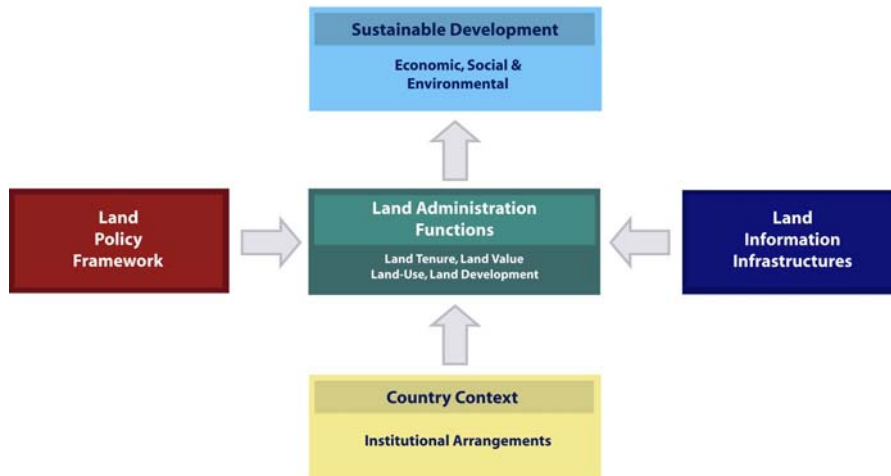 Sustainable Development
Economic, Social &
Environmental
Land
Policy
Framework
Land Administration
Functions
Land Tenure, Land Value
Land-Use, Land Development
Land
Information
Infrastructures
Country Context
Institutional Arrangements